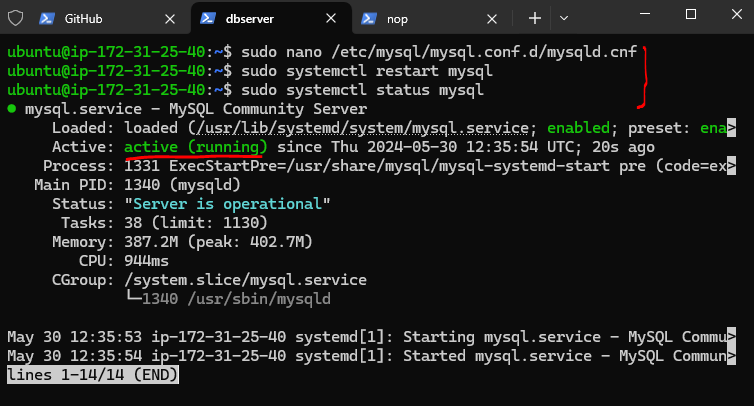 GitHub dbserver nop
ubuntu@ip-172-31-25-40:~$ sudo nano /etc/mysql/mysql.conf.d/mysqld.cnf
ubuntu@ip-172-31-25-40:~$ sudo systemctl restart mysql
ubuntu@ip-172-31-25-40:~$ sudo systemctl status mysql
● mysql.service - MySQL Community Server
Loaded: loaded (/usr/lib/systemd/system/mysql.service; enabled; preset: ena>
Active: active (running) since Thu 2024-05-30 12:35:54 UTC; 20s ago
Process: 1331 ExecStartPre=/usr/share/mysql/mysql-systemd-start pre (code=ex>
Main PID: 1340 (mysqld)
Status: "Server is operational"
Tasks: 38 (limit: 1130)
Memory: 387.2M (peak: 402.7M)
CPU: 944ms
CGroup: /system.slice/mysql.service
└─1340 /usr/sbin/mysqld
May 30 12:35:53 ip-172-31-25-40 systemd[1]: Starting mysql.service - MySQL Commu>
May 30 12:35:54 ip-172-31-25-40 systemd[1]: Started mysql.service - MySQL Commun>
lines 1-14/14 (END)